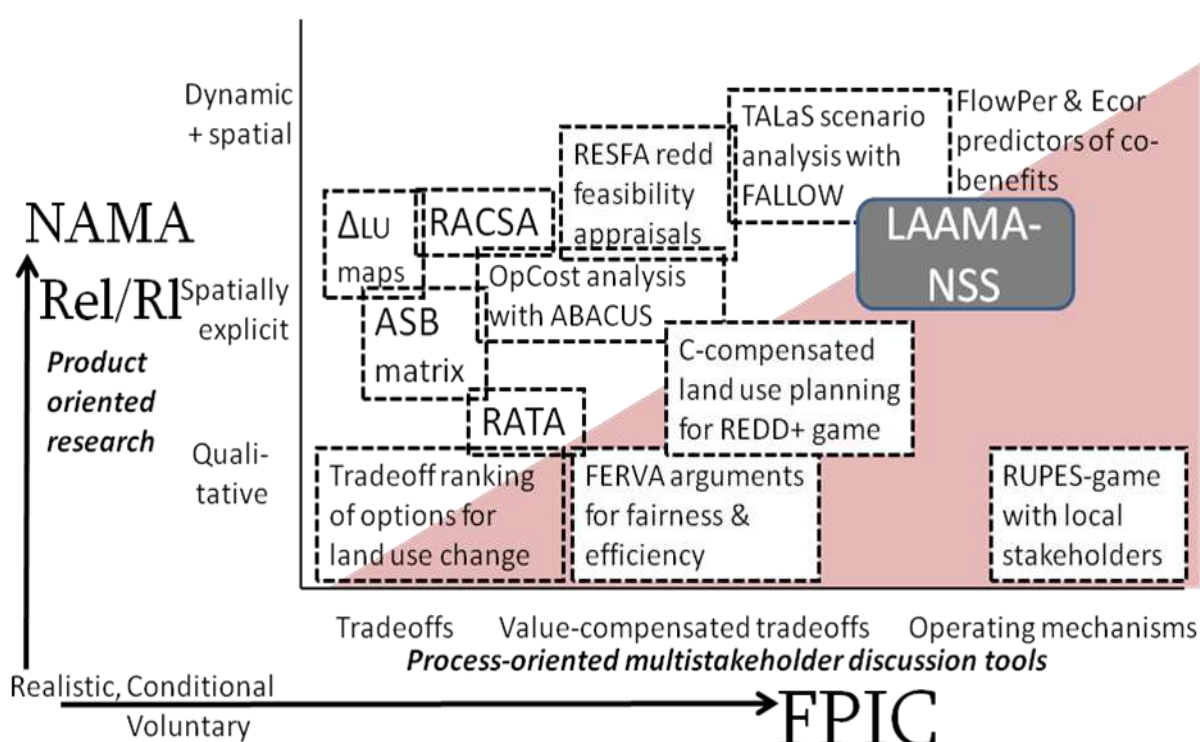 Dynamic
+ spatial
NAMA
Rel/Rl
Product
oriented
research
Spatially
explicit
Quali-
tative
ΔLU
maps
RACSA
RESFA redd
feasibility
appraisals
TALaS scenario
analysis with
FALLOW
FlowPer & Ecor
predictors of co-
benefits
LAAMA-
NSS
ASB
matrix
OpCost analysis
with ABACUS
C-compensated
land use planning
for REDD+ game
RATA
Tradeoff ranking
of options for
land use change
FERVA arguments
for fairness &
efficiency
RUPES-game
with local
stakeholders
Tradeoffs
Value-compensated tradeoffs
Operating mechanisms
Process-oriented multistakeholder discussion tools
Realistic, Conditional
Voluntary
FPIC